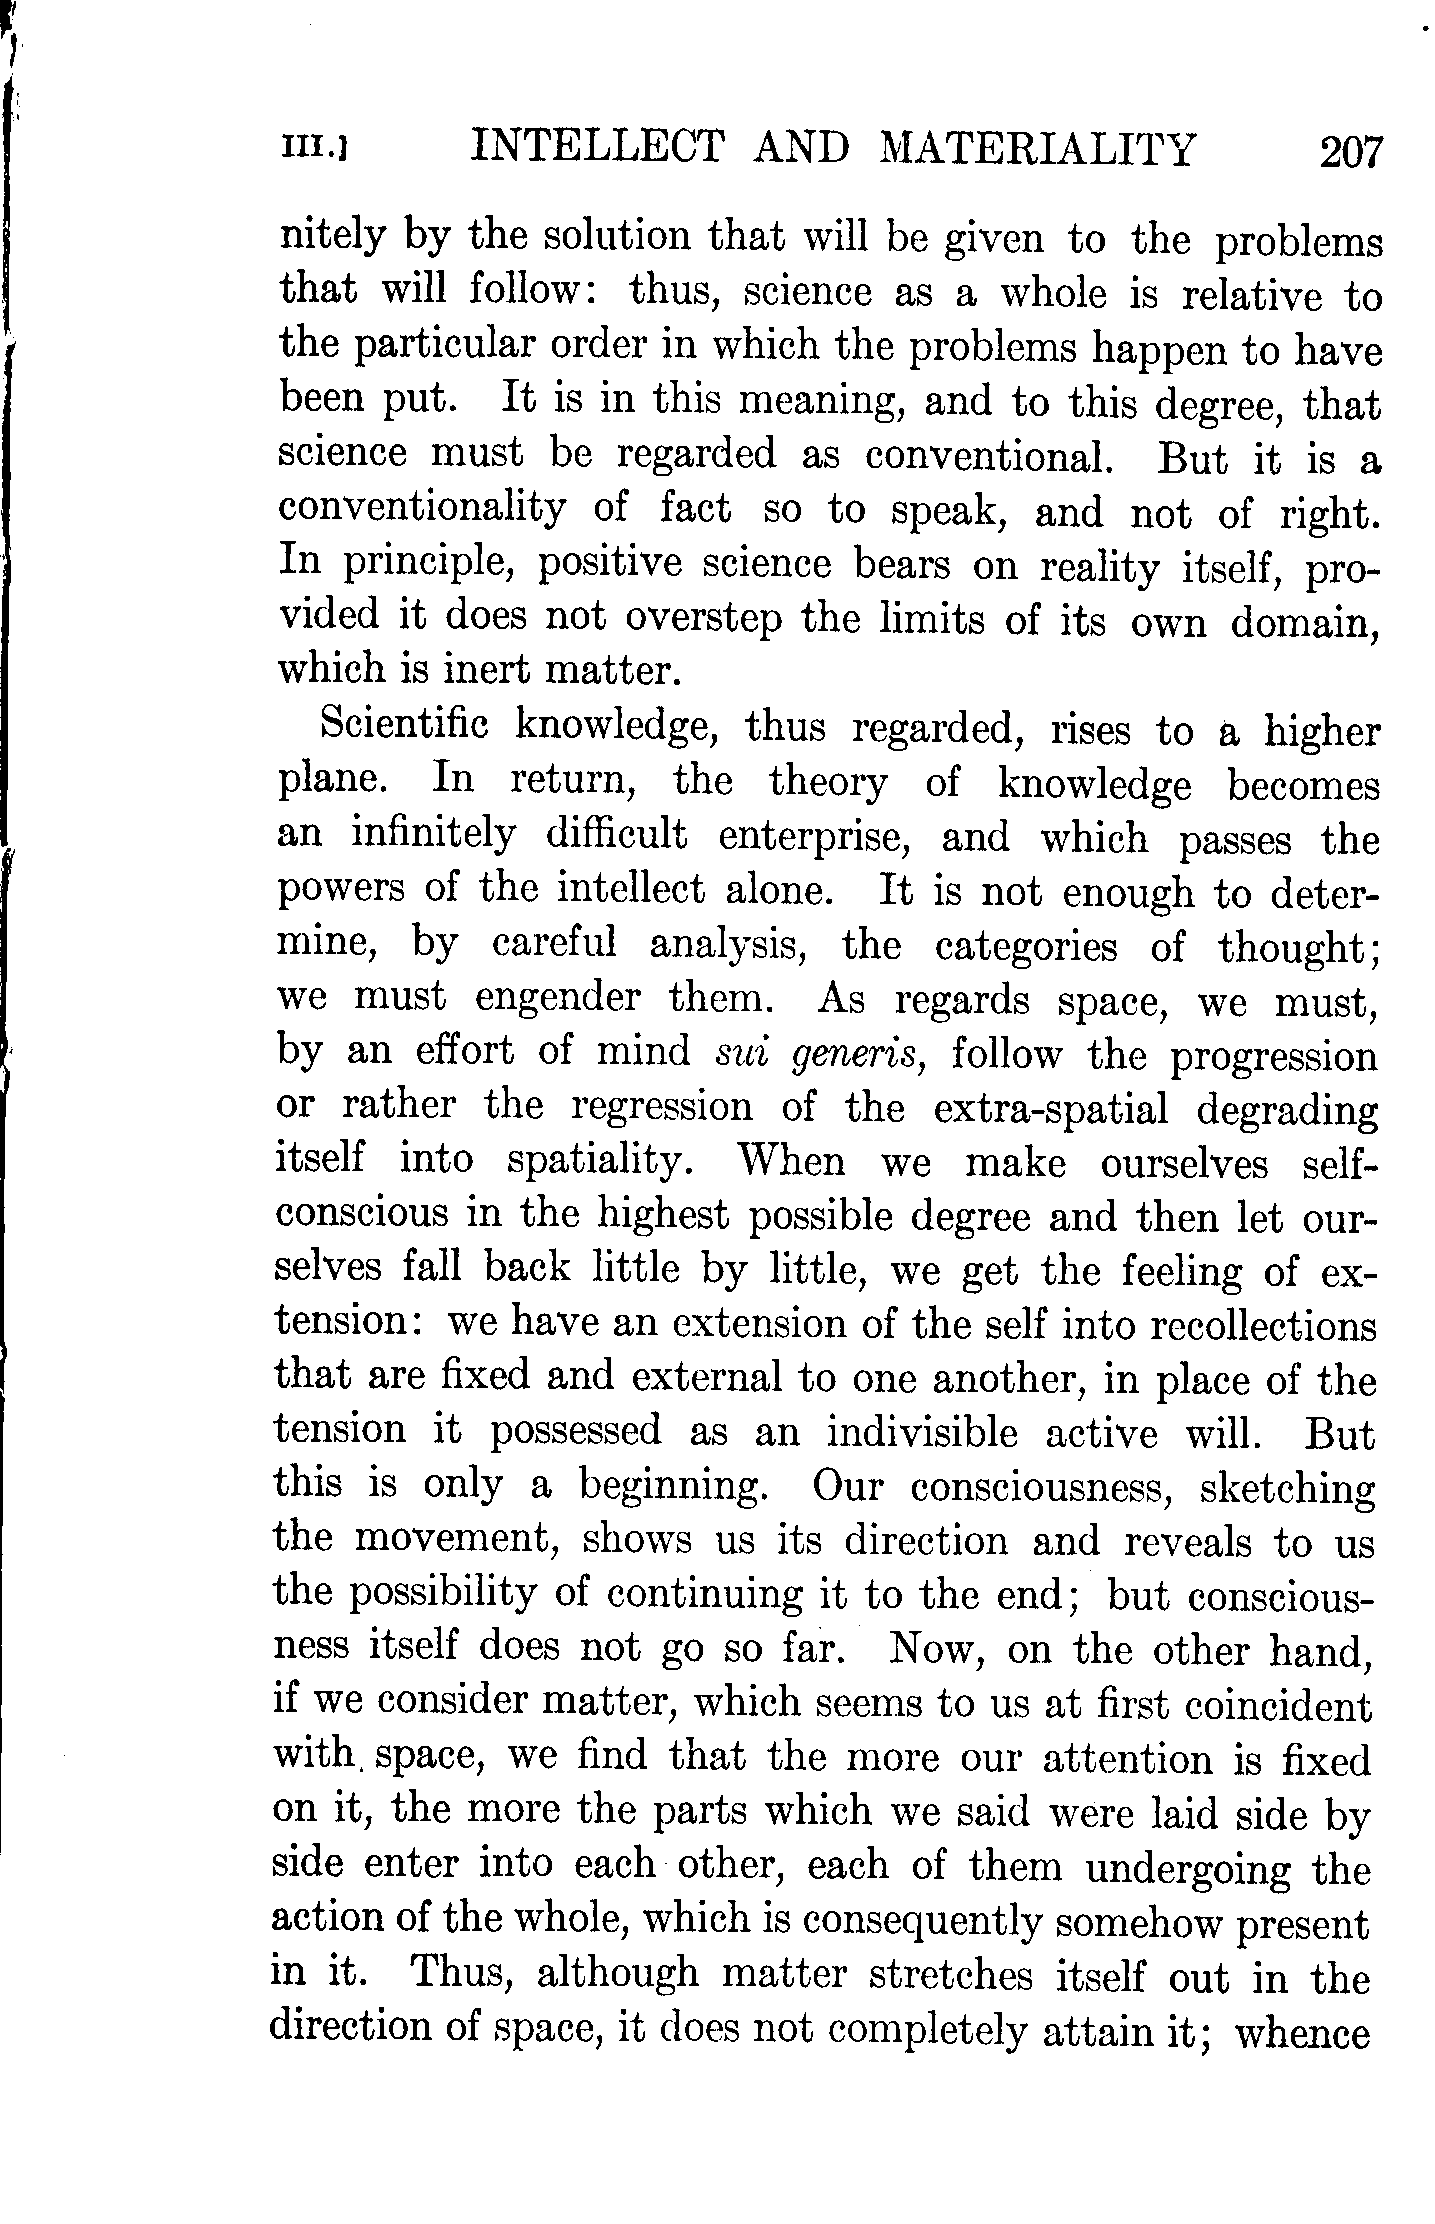 III.] INTELLECT AND MATERIALITY 207
nitely by the solution that will be given to the problems
that will follow: thus, science as a whole is relative to
the particular order in which the problems happen to have
been put. It is in this meaning, and to this degree, that
science must be regarded as conventional. But it is a
conventionality of fact so to speak, and not of right.
In principle, positive science bears on reality itself, pro-
vided it does not overstep the limits of its own domain,
which is inert matter.
Scientific knowledge, thus regarded, rises to a higher
plane. In return, the theory of knowledge becomes
an infinitely difficult enterprise, and which passes the
powers of the intellect alone. It is not enough to deter-
mine, by careful analysis, the categories of thought;
we must engender them. As regards space, we must,
by an effort of mind sui generis, follow the progression
or rather the regression of the extra-spatial degrading
itself into spatiality. When we make ourselves self-
conscious in the highest possible degree and then let our-
selves fall back little by little, we get the feeling of ex-
tension: we have an extension of the self into recollections
that are fixed and external to one another, in place of the
tension it possessed as an indivisible active will. But
this is only a beginning. Our consciousness, sketching
the movement, shows us its direction and reveals to us
the possibility of continuing it to the end; but conscious-
ness itself does not go so far. Now, on the other hand,
if we consider matter, which seems to us at first coincident
with space, we find that the more our attention is fixed
on it, the more the parts which we said were laid side by
side enter into each other, each of them undergoing the
action of the whole, which is consequently somehow present
in it. Thus, although matter stretches itself out in the
direction of space, it does not completely attain it; whence